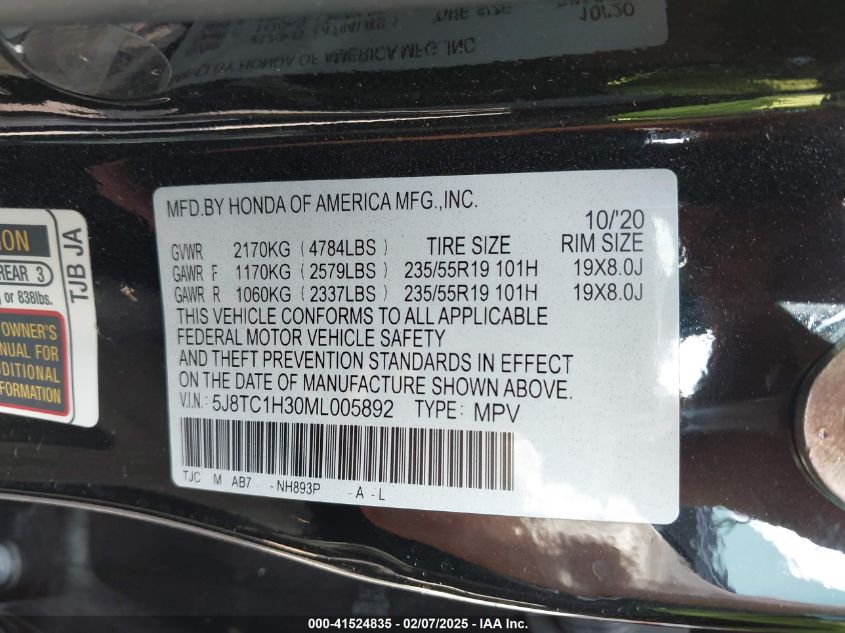 MFD.BY HONDA OF AMERICA MFG.,INC.
10/'20
GVWR 2170KG (4784LBS) TIRE SIZE RIM SIZE
GAWR F 1170KG (2579LBS) 235/55R19 101H 19X8.0J
GAWR R 1060KG (2337LBS) 235/55R19 101H 19X8.0J
THIS VEHICLE CONFORMS TO ALL APPLICABLE
FEDERAL MOTOR VEHICLE SAFETY
AND THEFT PREVENTION STANDARDS IN EFFECT
ON THE DATE OF MANUFACTURE SHOWN ABOVE.
V.I.N.: 5J8TC1H30ML005892 TYPE: MPV
TJC M AB7 -NH893P -A-L
REAR 3
or 838lbs.
OWNER'S
FOR
TJB JA
000-41524835 - 02/07/2025 - IAA Inc.